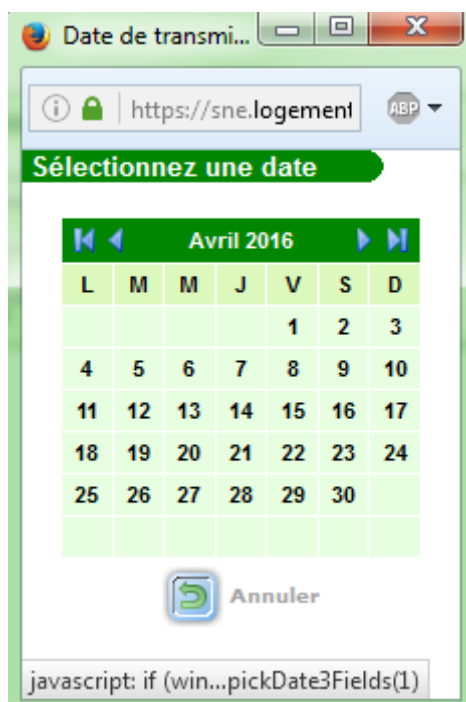 Date de transmi...
https://sne.logement
ABP
Sélectionnez une date
Avril 2016
L M M J V S D
1 2 3
4 5 6 7 8 9 10
11 12 13 14 15 16 17
18 19 20 21 22 23 24
25 26 27 28 29 30
Annuler
javascript: if (win...pickDate3Fields(1)